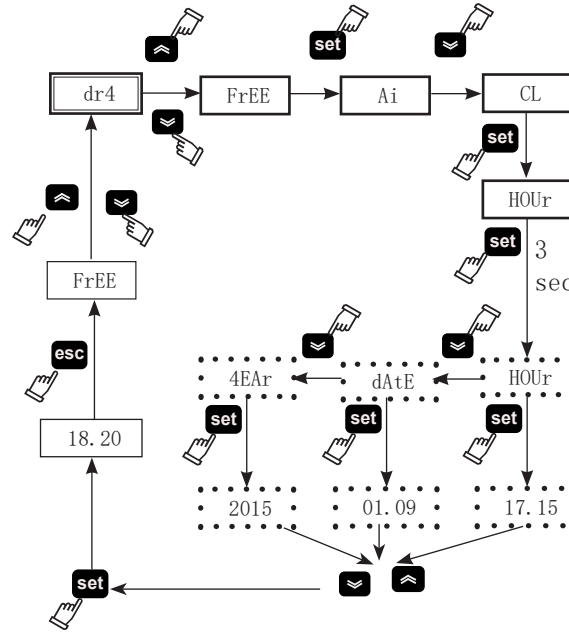 set
dr4
FrEE
Ai
CL
set
HOUr
set
3
sec
FrEE
esc
4EAr
dAtE
HOUr
set
set
set
18.20
2015
01.09
17.15
set